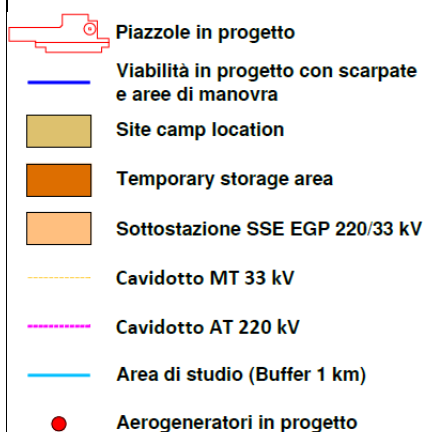 Piazzole in progetto
Viabilità in progetto con scarpate
e aree di manovra
Site camp location
Temporary storage area
Sottostazione SSE EGP 220/33 kV
Cavidotto MT 33 kV
Cavidotto AT 220 kV
Area di studio (Buffer 1 km)
Aerogeneratori in progetto